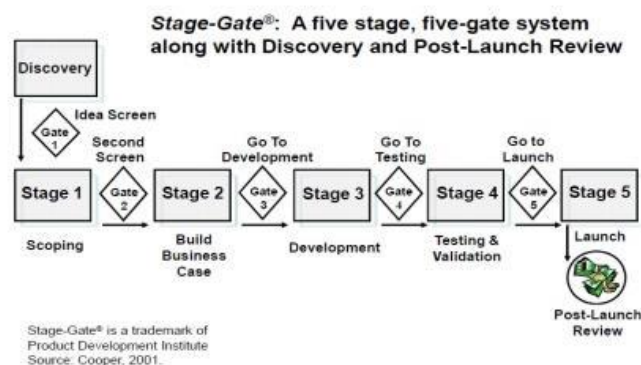 Stage-Gate®: A five stage, five-gate system
along with Discovery and Post-Launch Review
Discovery
Gate
1
Idea Screen
Second
Screen
Go To
Development
Go To
Testing
Go to
Launch
Stage 1
Gate
2
Stage 2
Gate
3
Stage 3
Gate
4
Stage 4
Gate
5
Stage 5
Scoping
Build
Business
Case
Development
Testing &
Validation
Launch
Post-Launch
Review
Stage-Gate® is a trademark of
Product Development Institute
Source: Cooper, 2001.